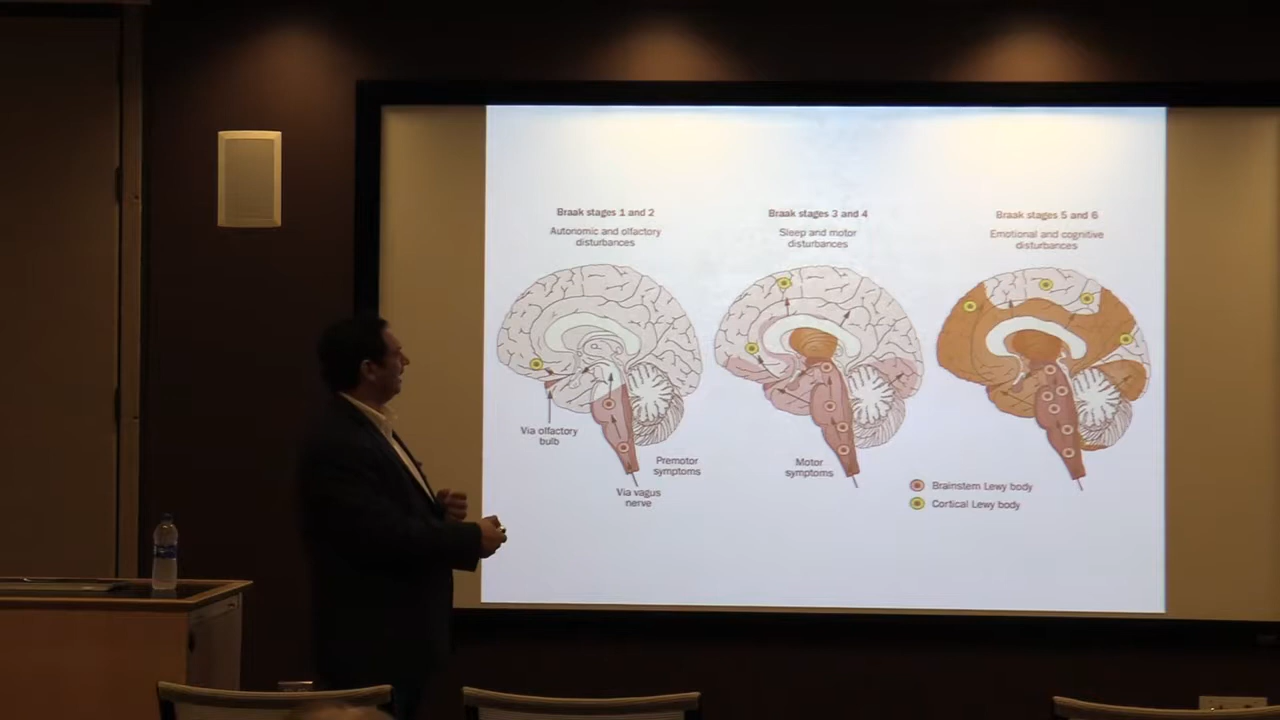 Braak stages 1 and 2
Autonomic and olfactory
disturbances
Via olfactory
bulb
Premotor
symptoms
Via vagus
nerve
Braak stages 3 and 4
Sleep and motor
disturbances
Motor
symptoms
Braak stages 5 and 6
Emotional and cognitive
disturbances
Brainstem Lewy body
Cortical Lewy body